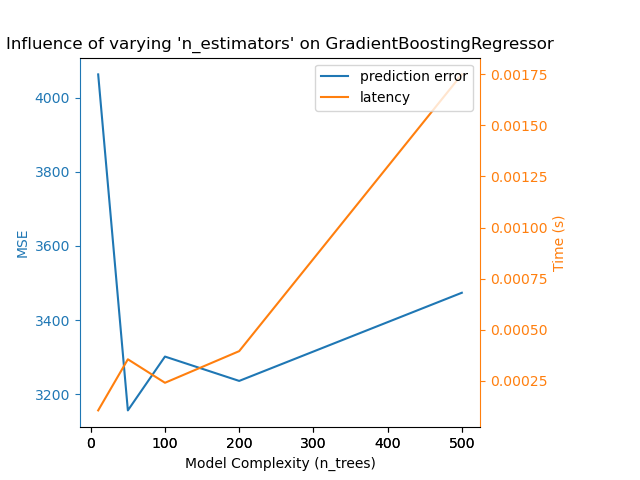 Influence of varying 'n_estimators' on GradientBoostingRegressor
prediction error
latency
4000
3800
3600
3400
3200
MSE
0.00175
0.00150
0.00125
0.00100
0.00075
0.00050
0.00025
Time (s)
0 100 200 300 400 500
Model Complexity (n_trees)